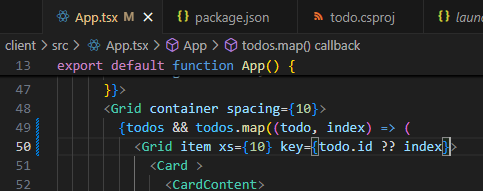 App.tsx M package.json todo.csproj laun
client > src > App.tsx > App > todos.map() callback
13 export default function App() {
47 }}>
48 <Grid container spacing={10}>
49 {todos && todos.map((todo, index) => (
50 <Grid item xs={10} key={todo.id ?? index}>
51 <Card >
52 <CardContent>